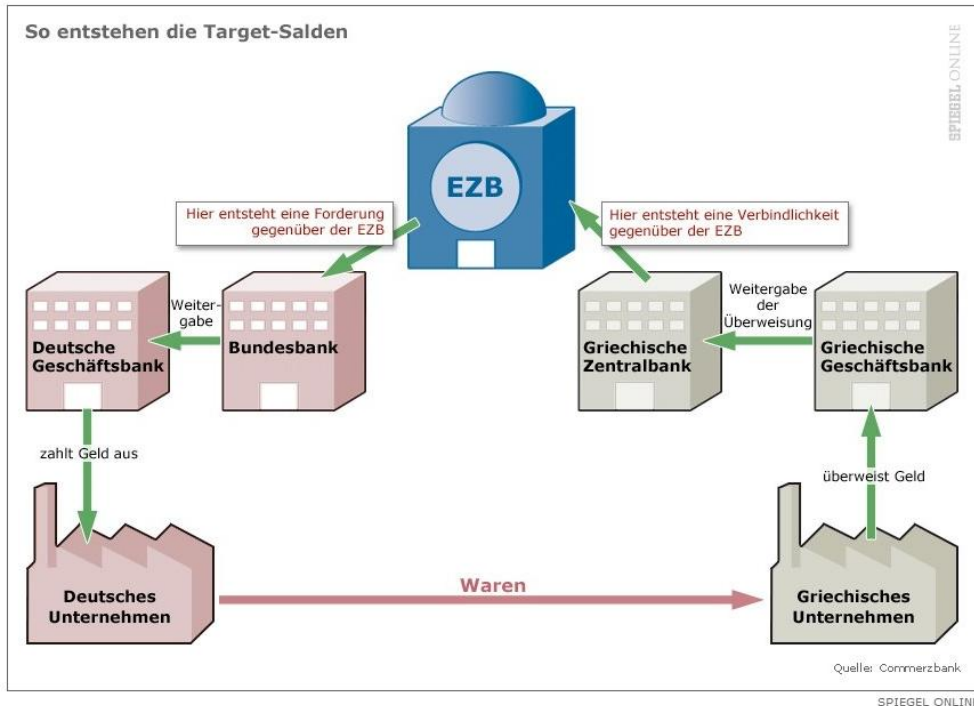 So entstehen die Target-Salden
SPIEGEL ONLINE
EZB
Hier entsteht eine Forderung
gegenüber der EZB
Hier entsteht eine Verbindlichkeit
gegenüber der EZB
Weiter-
gabe
Weitergabe
der
Überweisung
Deutsche
Geschäftsbank
Bundesbank
Griechische
Zentralbank
Griechische
Geschäftsbank
zahlt Geld aus
überweist Geld
Waren
Deutsches
Unternehmen
Griechisches
Unternehmen
Quelle: Commerzbank
SPIEGEL ONLINE